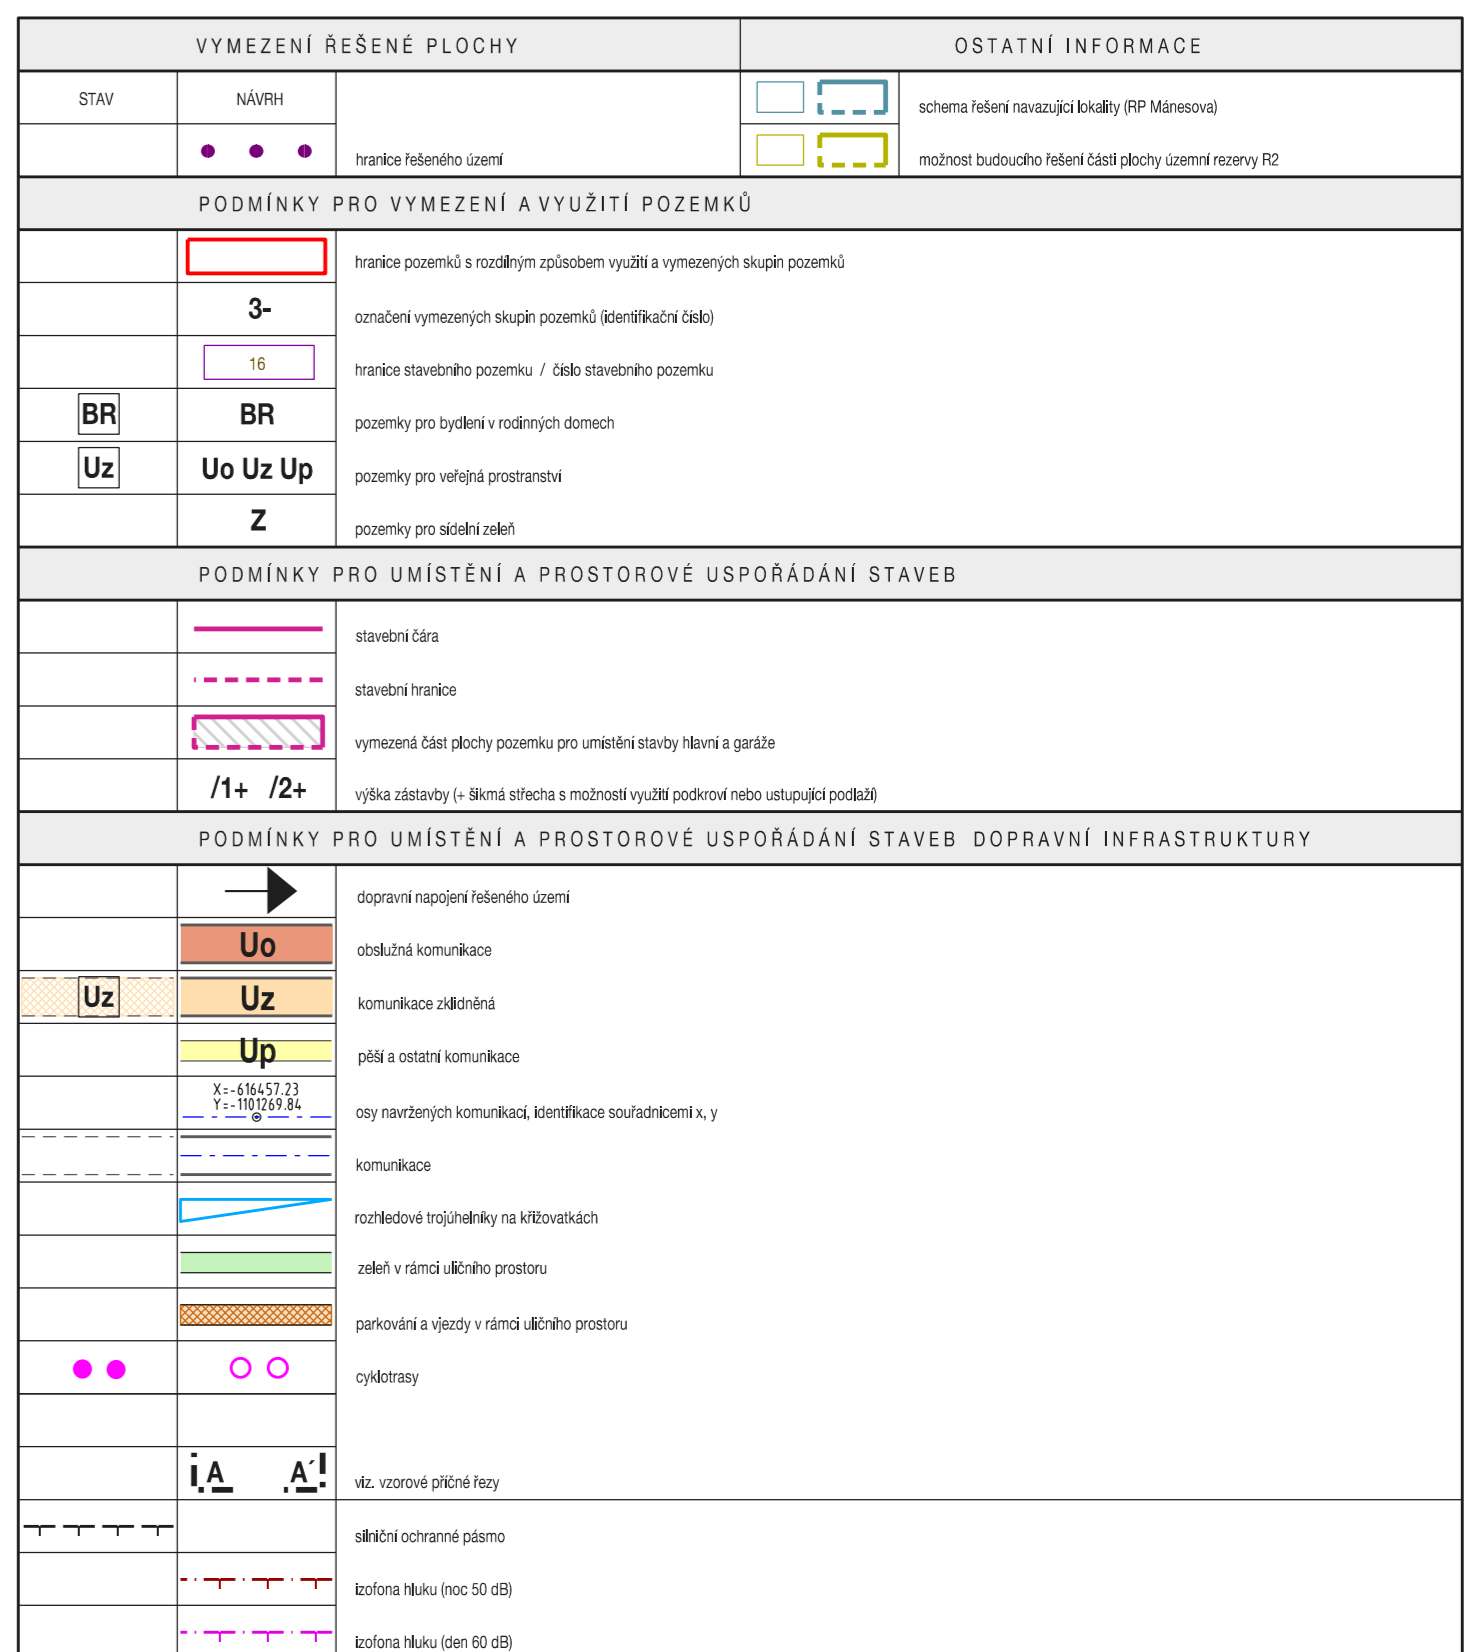 VYMEZENÍ ŘEŠENÉ PLOCHY
OSTATNÍ INFORMACE
STAV
NÁVRH
schema řešení navazující lokality (RP Mánesova)
hranice řešeného území
možnost budoucího řešení části plochy územní rezervy R2
PODMÍNKY PRO VYMEZENÍ A VYUŽITÍ POZEMKŮ
hranice pozemků s rozdílným způsobem využití a vymezených skupin pozemků
3-
označení vymezených skupin pozemků (identifikační číslo)
16
hranice stavebního pozemku / číslo stavebního pozemku
BR
BR
pozemky pro bydlení v rodinných domech
Uz
Uo Uz Up
pozemky pro veřejná prostranství
Z
pozemky pro sídelní zeleň
PODMÍNKY PRO UMÍSTĚNÍ A PROSTOROVÉ USPOŘÁDÁNÍ STAVEB
stavební čára
stavební hranice
vymezená část plochy pozemku pro umístění stavby hlavní a garáže
/1+ /2+
výška zástavby (+ šikmá střecha s možností využití podkroví nebo ustupující podlaží)
PODMÍNKY PRO UMÍSTĚNÍ A PROSTOROVÉ USPOŘÁDÁNÍ STAVEB DOPRAVNÍ INFRASTRUKTURY
dopravní napojení řešeného území
Uo
obslužná komunikace
Uz
Uz
komunikace zklidněná
Up
pěší a ostatní komunikace
X=-616457.23
Y=-1101269.84
osy navržených komunikací, identifikace souřadnicemi x, y
komunikace
rozhledové trojúhelníky na křižovatkách
zeleň v rámci uličního prostoru
parkování a vjezdy v rámci uličního prostoru
cyklotrasy
A A´
viz. vzorové příčné řezy
silniční ochranné pásmo
izofona hluku (noc 50 dB)
izofona hluku (den 60 dB)